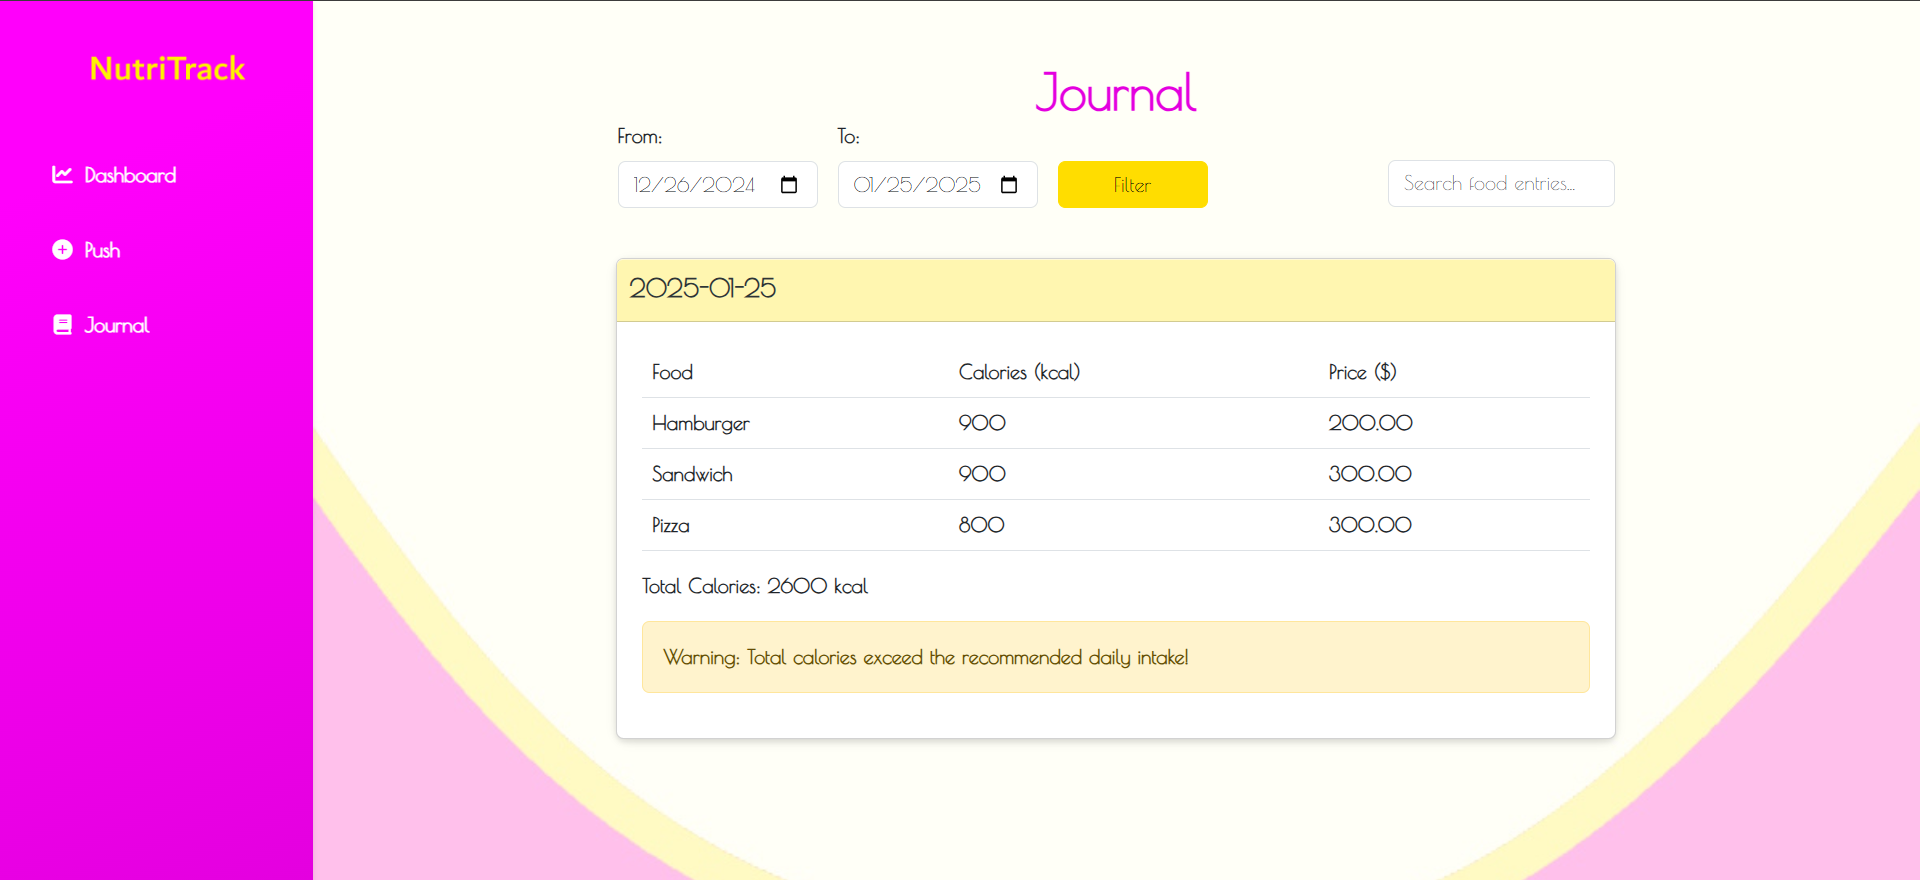 NutriTrack
Dashboard
Push
Journal
Journal
From: To:
12/26/2024 01/25/2025 Filter Search food entries...
2025-01-25
Food Calories (kcal) Price ($)
Hamburger 900 200.00
Sandwich 900 300.00
Pizza 800 300.00
Total Calories: 2600 kcal
Warning: Total calories exceed the recommended daily intake!